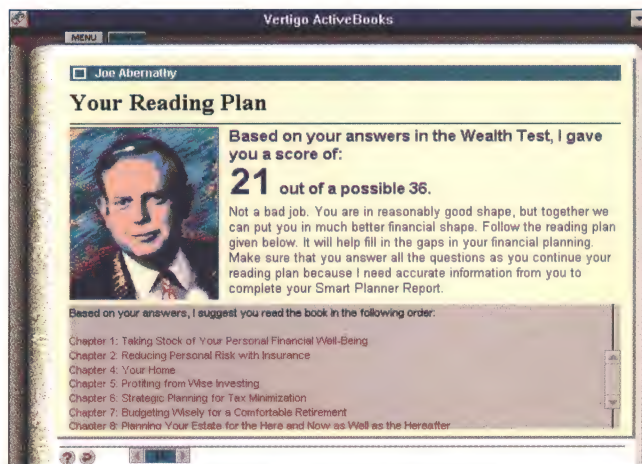 Vertigo ActiveBooks
MENU
Joe Abernathy
Your Reading Plan
Based on your answers in the Wealth Test, I gave
you a score of:
21 out of a possible 36.
Not a bad job. You are in reasonably good shape, but together we
can put you in much better financial shape. Follow the reading plan
given below. It will help fill in the gaps in your financial planning.
Make sure that you answer all the questions as you continue your
reading plan because I need accurate information from you to
complete your Smart Planner Report.
Based on your answers, I suggest you read the book in the following order:
Chapter 1: Taking Stock of Your Personal Financial Well-Being
Chapter 2: Reducing Personal Risk with Insurance
Chapter 4: Your Home
Chapter 5: Profiting from Wise Investing
Chapter 6: Strategic Planning for Tax Minimization
Chapter 7: Budgeting Wisely for a Comfortable Retirement
Chapter 8: Planning Your Estate for the Here and Now as Well as the Hereafter